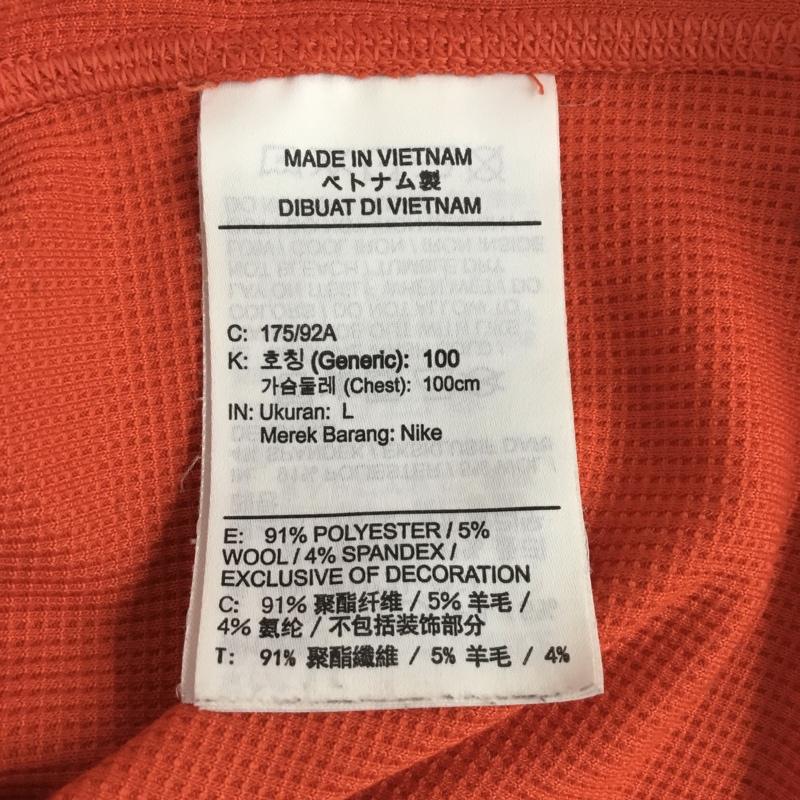 MADE IN VIETNAM
ベトナム製
DIBUAT DI VIETNAM
C: 175/92A
K: 호칭 (Generic): 100
가슴둘레 (Chest): 100cm
IN: Ukuran: L
Merek Barang: Nike
E: 91% POLYESTER / 5%
WOOL / 4% SPANDEX /
EXCLUSIVE OF DECORATION
C: 91% 聚酯纤维 / 5% 羊毛 /
4% 氨纶 / 不包括装饰部分
T: 91% 聚酯纖維 / 5% 羊毛 / 4%